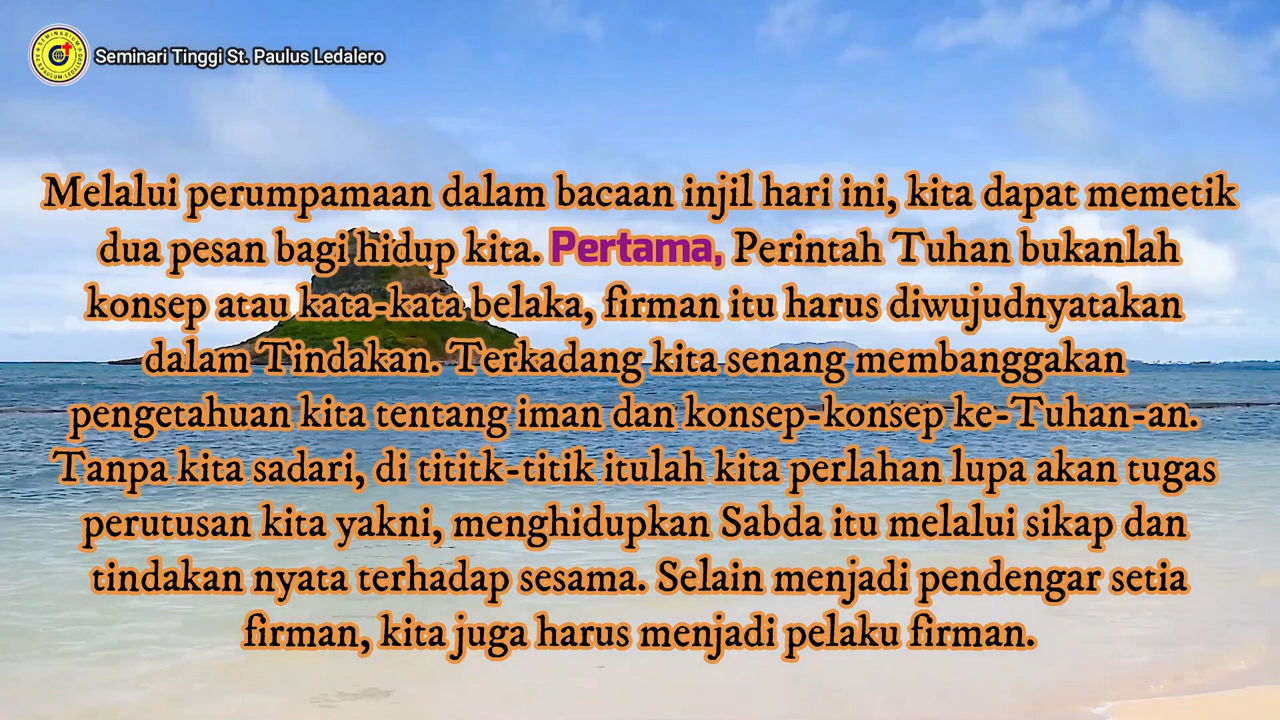 Seminari Tinggi St. Paulus Ledalero
Melalui perumpamaan dalam bacaan injil hari ini, kita dapat memetik
dua pesan bagi hidup kita. Pertama, Perintah Tuhan bukanlah
konsep atau kata-kata belaka, firman itu harus diwujudnyatakan
dalam Tindakan. Terkadang kita senang membanggakan
pengetahuan kita tentang iman dan konsep-konsep ke-Tuhan-an.
Tanpa kita sadari, di tititk-titik itulah kita perlahan lupa akan tugas
perutusan kita yakni, menghidupkan Sabda itu melalui sikap dan
tindakan nyata terhadap sesama. Selain menjadi pendengar setia
firman, kita juga harus menjadi pelaku firman.